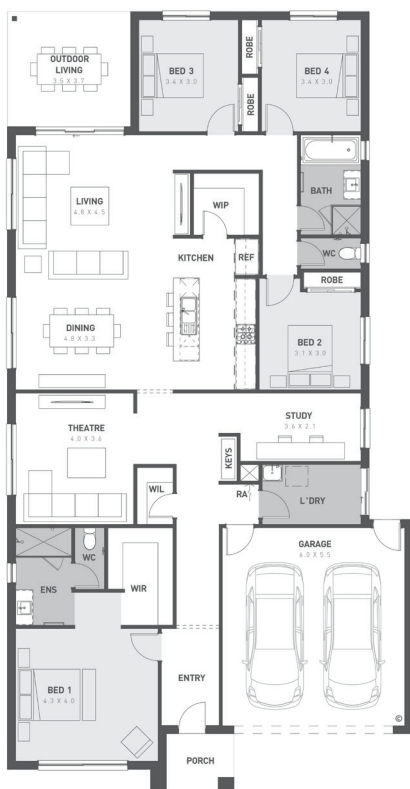 OUTDOOR
LIVING
3.5 X 3.7
BED 3
3.4 X 3.0
ROBE
ROBE
BED 4
3.4 X 3.0
BATH
LIVING
4.8 X 4.5
WIP
KITCHEN
REF
WC
ROBE
DINING
4.8 X 3.3
BED 2
3.1 X 3.0
THEATRE
4.0 X 3.6
STUDY
3.6 X 2.1
KEYS
WIL
RA
L'DRY
GARAGE
6.0 X 5.5
WC
ENS
WIR
BED 1
4.3 X 4.0
ENTRY
PORCH
©